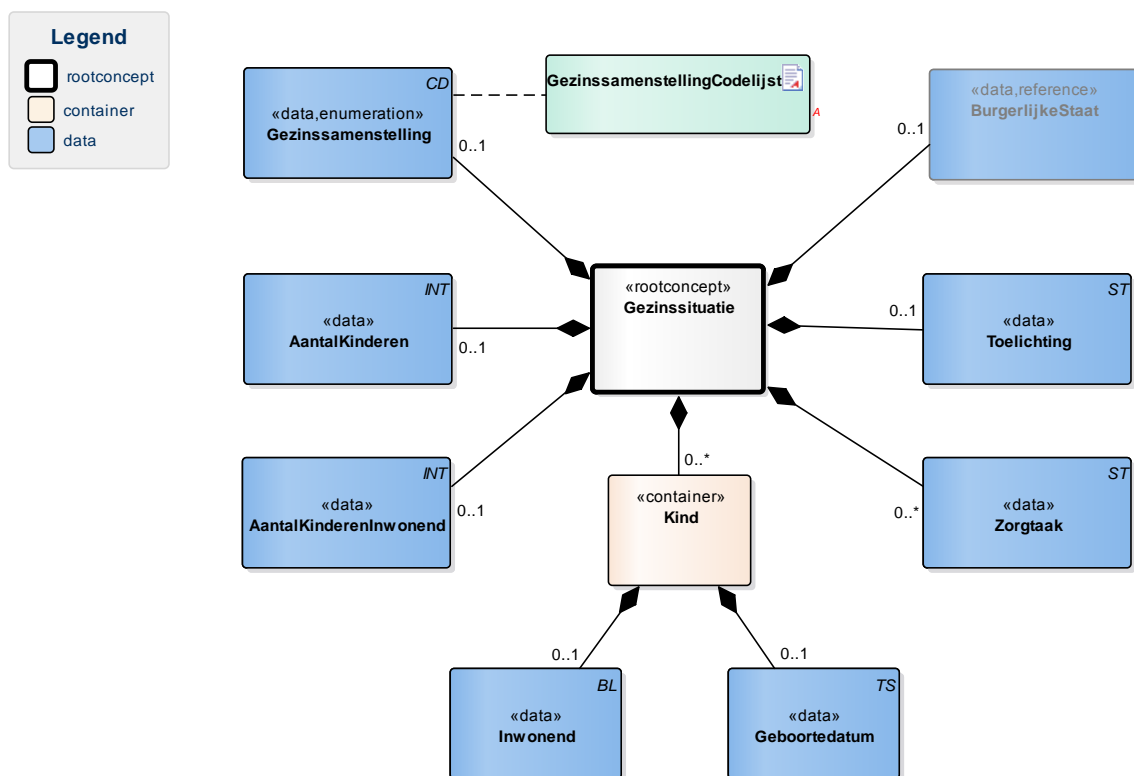 Legend
rootconcept
container
data
CD
«data,enumeration»
Gezinssamenstelling
0..1
GezinssamenstellingCodelijst
A
«data,reference»
BurgerlijkeStaat
0..1
INT
«data»
AantalKinderen
0..1
«rootconcept»
Gezinssituatie
ST
«data»
Toelichting
0..1
INT
«data»
AantalKinderenInwonend
0..1
0..*
«container»
Kind
ST
«data»
Zorgtaak
0..*
0..1
0..1
BL
«data»
Inwonend
TS
«data»
Geboortedatum